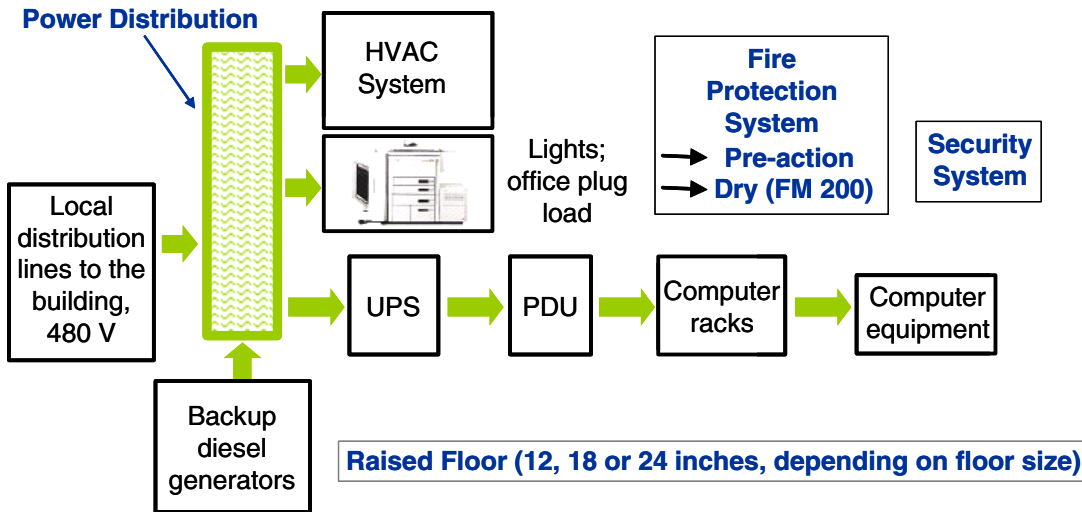 Power Distribution
HVAC
System
Fire
Protection
System
Pre-action
Dry (FM 200)
Security
System
Lights;
office plug
load
Local
distribution
lines to the
building,
480 V
UPS
PDU
Computer
racks
Computer
equipment
Backup
diesel
generators
Raised Floor (12, 18 or 24 inches, depending on floor size)